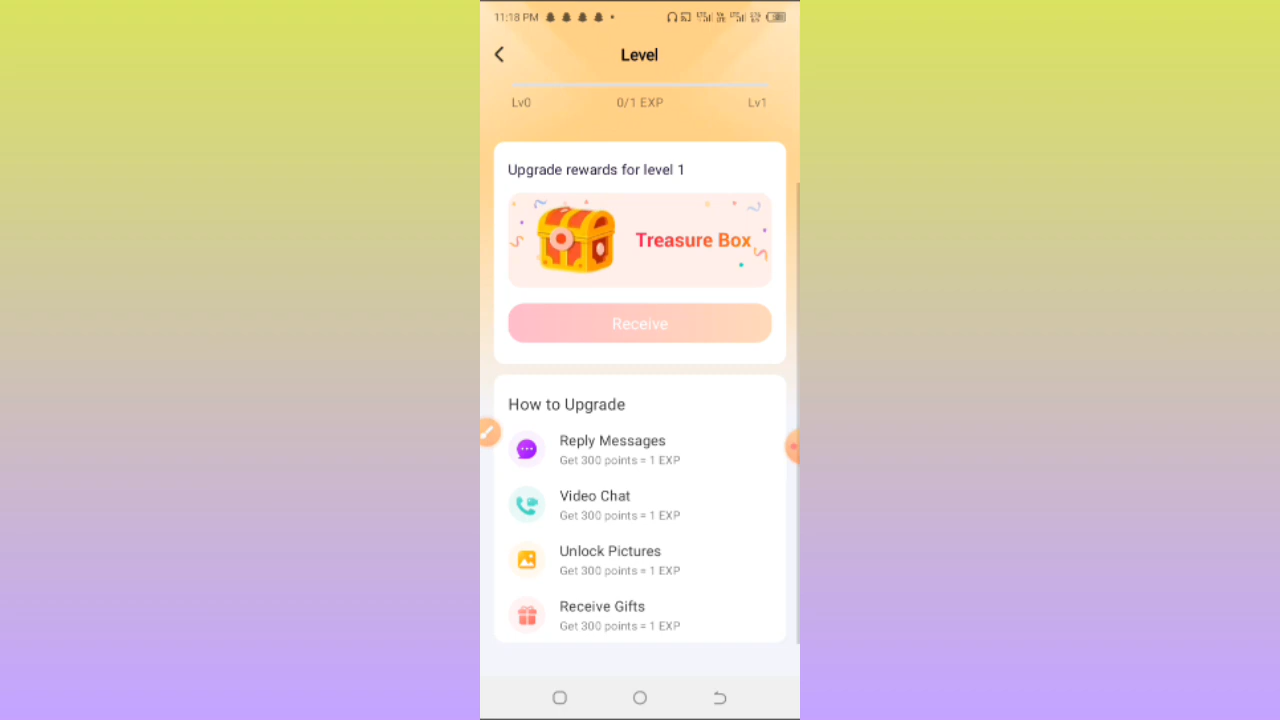 11:18 PM
Level
Lv0 0/1 EXP Lv1
Upgrade rewards for level 1
Treasure Box
Receive
How to Upgrade
Reply Messages
Get 300 points = 1 EXP
Video Chat
Get 300 points = 1 EXP
Unlock Pictures
Get 300 points = 1 EXP
Receive Gifts
Get 300 points = 1 EXP